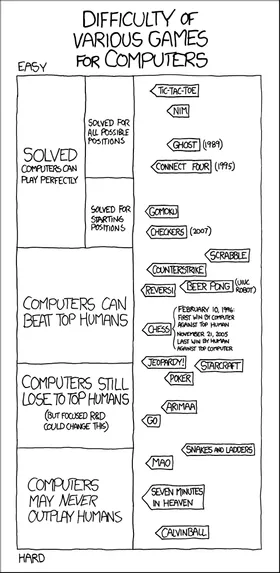 DIFFICULTY OF
VARIOUS GAMES
FOR COMPUTERS
EASY
SOLVED
COMPUTERS CAN
PLAY PERFECTLY
SOLVED FOR
ALL POSSIBLE
POSITIONS
TIC-TAC-TOE
NIM
GHOST (1989)
CONNECT FOUR (1995)
SOLVED FOR
STARTING
POSITIONS
GOMOKU
CHECKERS (2007)
COMPUTERS CAN
BEAT TOP HUMANS
SCRABBLE
COUNTERSTRIKE
REVERSI
BEER PONG (UIUC
ROBOT)
CHESS
FEBRUARY 10, 1996:
FIRST WIN BY COMPUTER
AGAINST TOP HUMAN
NOVEMBER 21, 2005:
LAST WIN BY HUMAN
AGAINST TOP COMPUTER
COMPUTERS STILL
LOSE TO TOP HUMANS
(BUT FOCUSED R&D
COULD CHANGE THIS)
JEOPARDY!
STARCRAFT
POKER
ARIMAA
GO
COMPUTERS
MAY NEVER
OUTPLAY HUMANS
SNAKES AND LADDERS
MAO
SEVEN MINUTES
IN HEAVEN
CALVINBALL
HARD